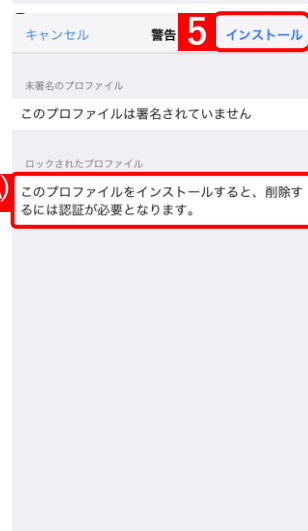 キャンセル 警告 5 インストール
未署名のプロファイル
このプロファイルは署名されていません
ロックされたプロファイル
このプロファイルをインストールすると、削除す
るには認証が必要となります。